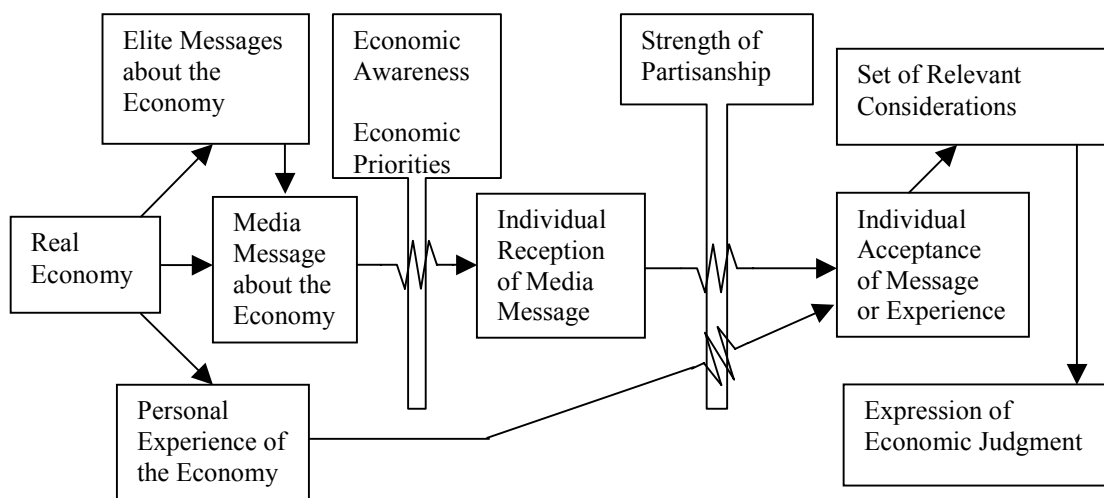 Elite Messages
about the
Economy
Economic
Awareness
Economic
Priorities
Strength of
Partisanship
Set of Relevant
Considerations
Real
Economy
Media
Message
about the
Economy
Individual
Reception
of Media
Message
Individual
Acceptance
of Message
or Experience
Personal
Experience of
the Economy
Expression of
Economic Judgment